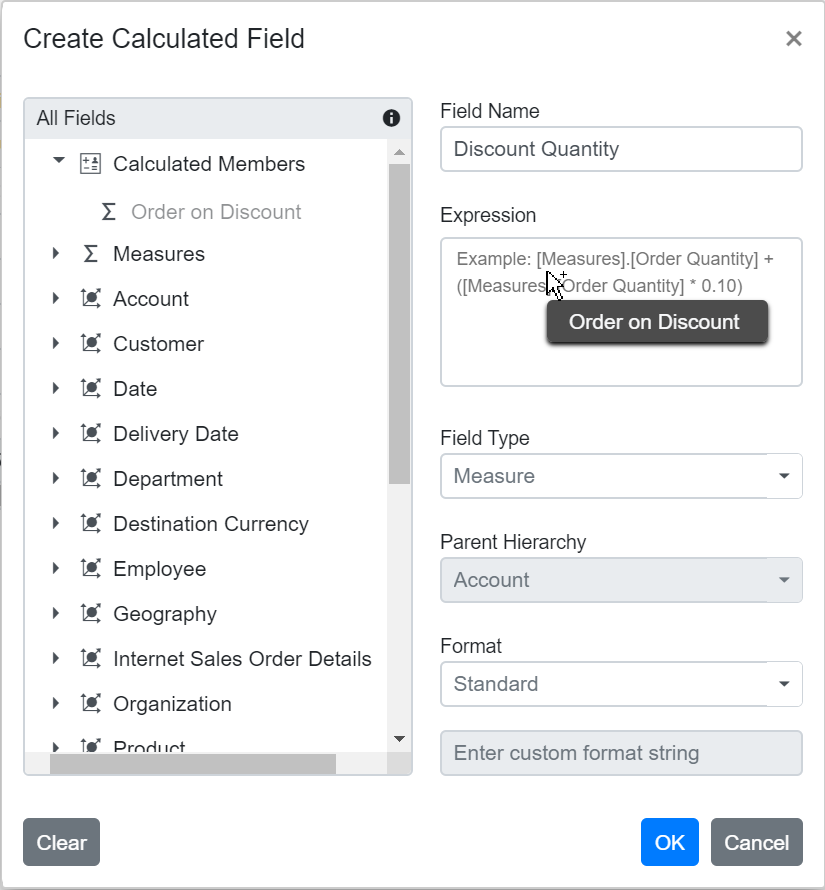 Create Calculated Field
All Fields
Calculated Members
Order on Discount
Measures
Account
Customer
Date
Delivery Date
Department
Destination Currency
Employee
Geography
Internet Sales Order Details
Organization
Product
Field Name
Discount Quantity
Expression
Example: [Measures].[Order Quantity] +
([Measures Order Quantity] * 0.10)
Order on Discount
Field Type
Measure
Parent Hierarchy
Account
Format
Standard
Enter custom format string
Clear
OK
Cancel